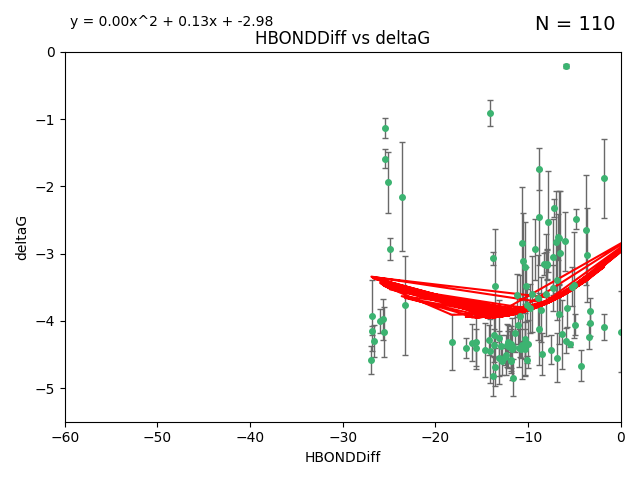 y = 0.00x^2 + 0.13x + -2.98
N = 110
HBONDDiff vs deltaG
0
−1
−2
−3
−4
−5
deltaG
−60
−50
−40
−30
−20
−10
0
HBONDDiff